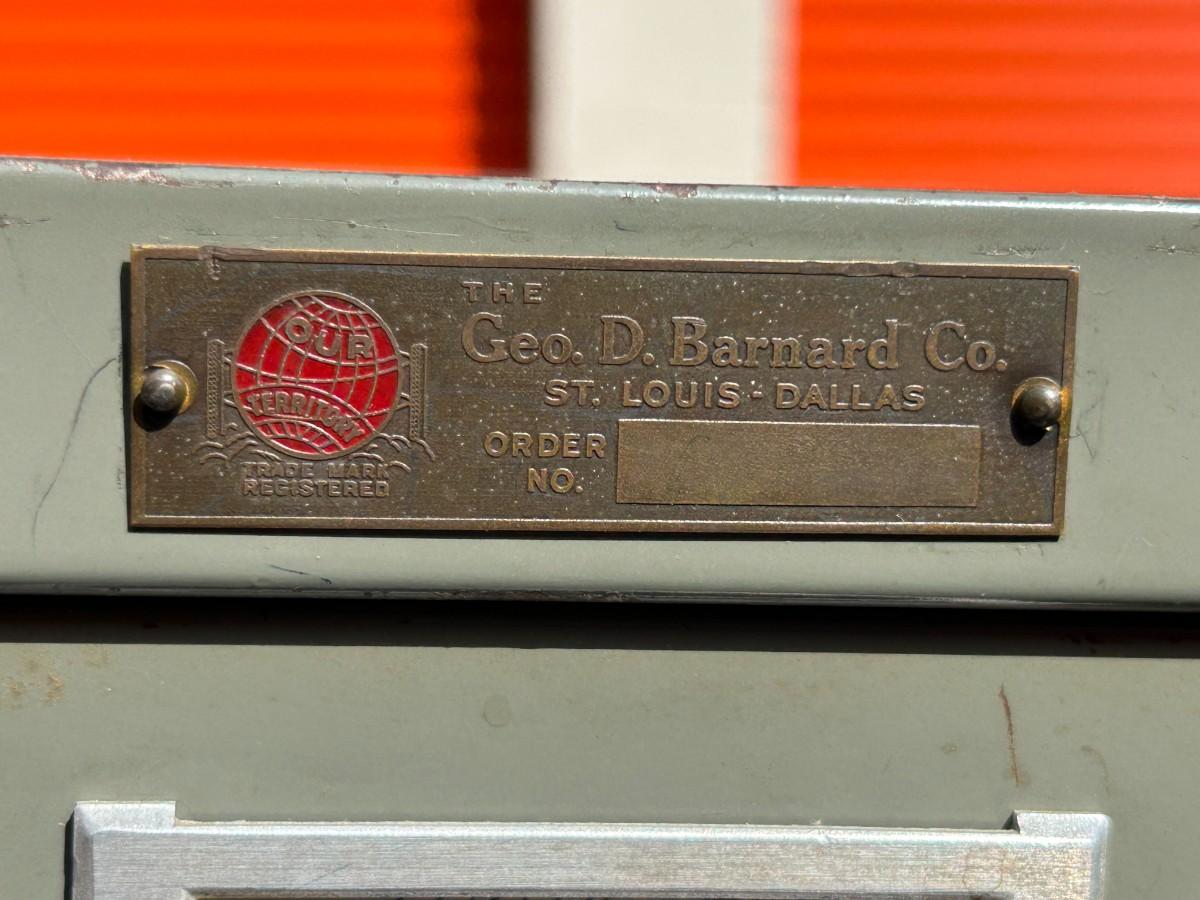 OUR
TERRITORY
TRADE MARK
REGISTERED
THE
Geo. D. Barnard Co.
ST. LOUIS - DALLAS
ORDER
NO.